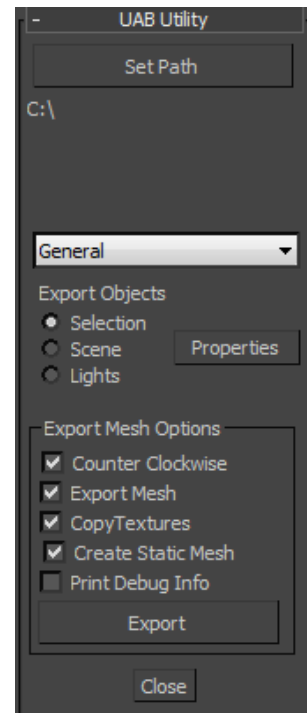 - UAB Utility
Set Path
C:\
General
Export Objects
Selection
Scene
Properties
Lights
Export Mesh Options
Counter Clockwise
Export Mesh
CopyTextures
Create Static Mesh
Print Debug Info
Export
Close